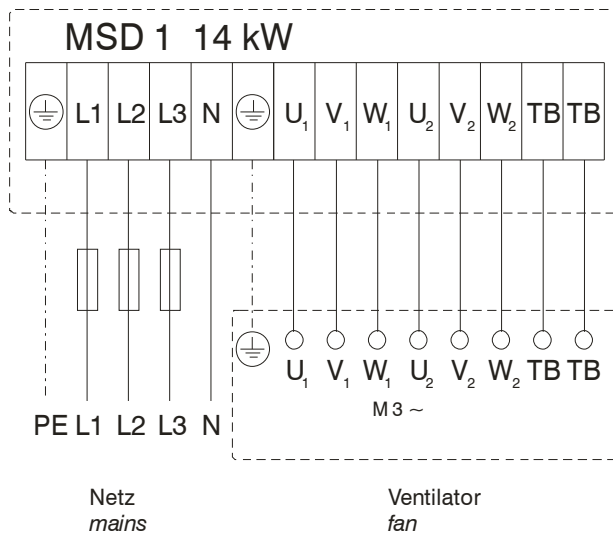 MSD 1 14 kW
L1 L2 L3 N U₁ V₁ W₁ U₂ V₂ W₂ TB TB
U₁ V₁ W₁ U₂ V₂ W₂ TB TB
M 3 ~
PE L1 L2 L3 N
Netz Ventilator
mains fan